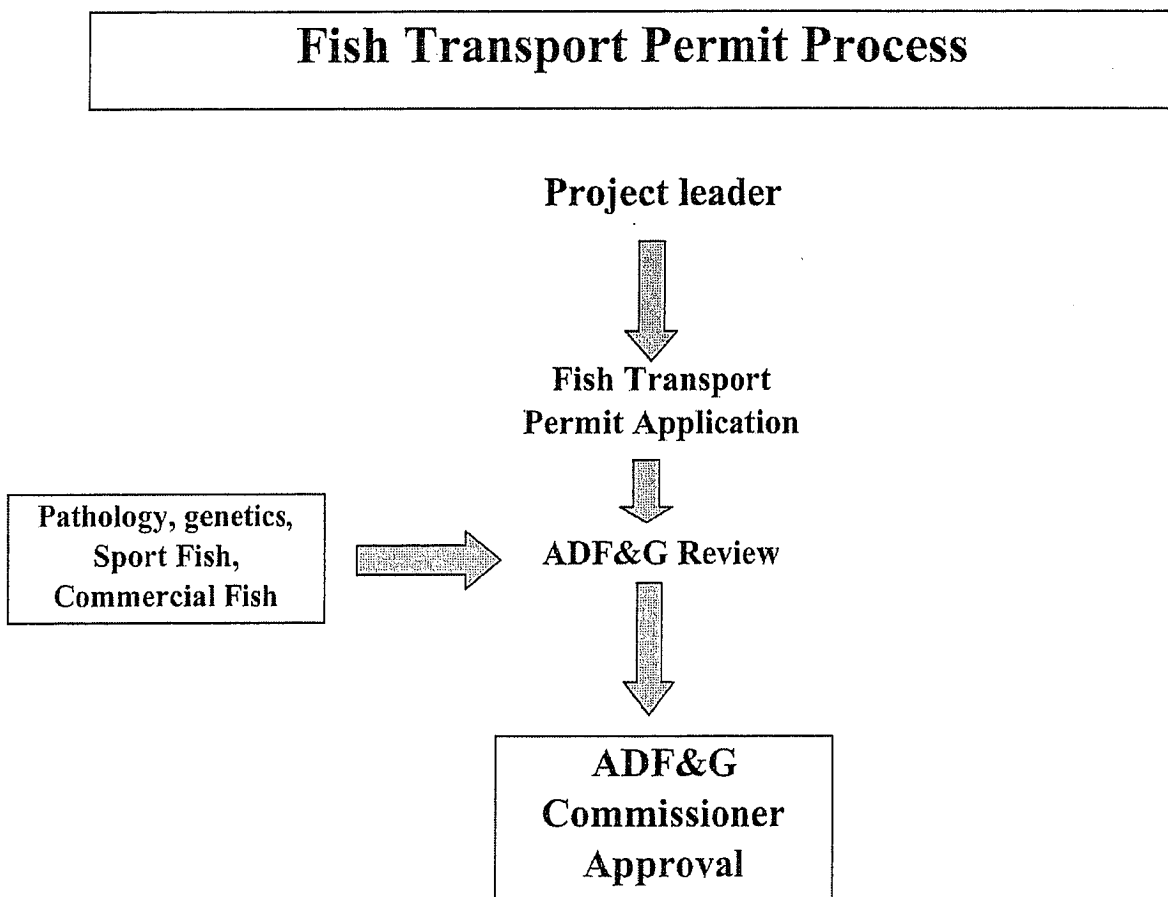 Fish Transport Permit Process
Project leader
Fish Transport
Permit Application
Pathology, genetics,
Sport Fish,
Commercial Fish
ADF&G Review
ADF&G
Commissioner
Approval